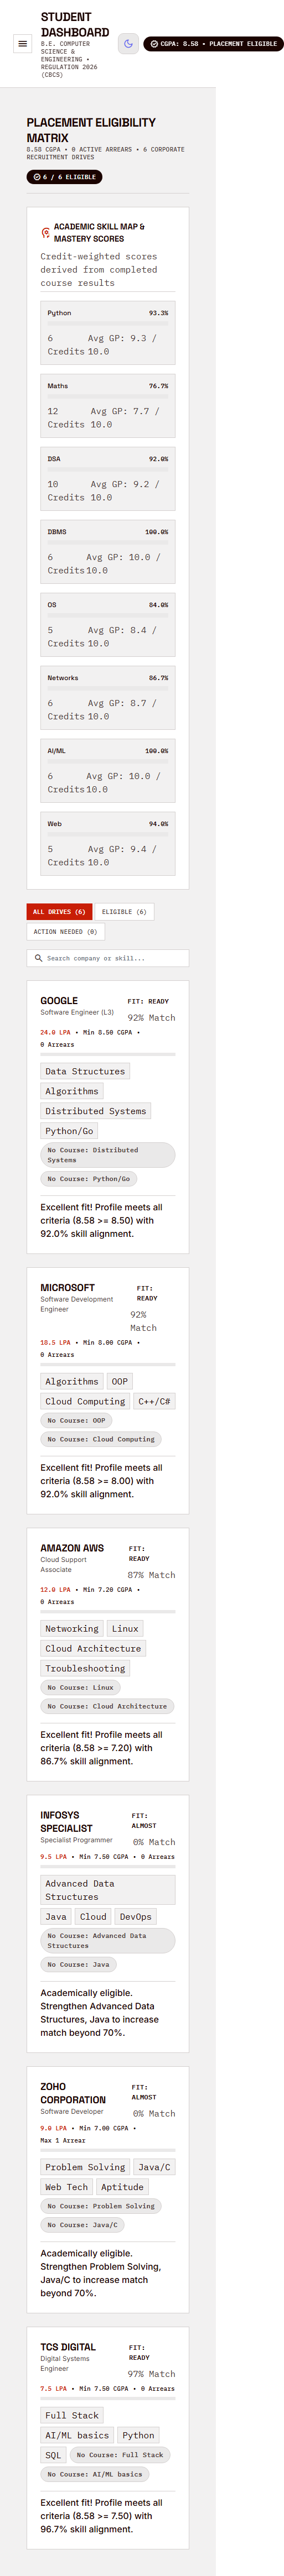 STUDENT
DASHBOARD
B.E. COMPUTER
SCIENCE &
ENGINEERING •
REGULATION 2026
(CBCS)
CGPA: 8.58 • PLACEMENT ELIGIBLE
PLACEMENT ELIGIBILITY
MATRIX
8.58 CGPA • 0 ACTIVE ARREARS • 6 CORPORATE
RECRUITMENT DRIVES
6 / 6 ELIGIBLE
ACADEMIC SKILL MAP &
MASTERY SCORES
Credit-weighted scores
derived from completed
course results
Python 93.3%
6 Avg GP: 9.3 /
Credits 10.0
Maths 76.7%
12 Avg GP: 7.7 /
Credits 10.0
DSA 92.0%
10 Avg GP: 9.2 /
Credits 10.0
DBMS 100.0%
6 Avg GP: 10.0 /
Credits 10.0
OS 84.0%
5 Avg GP: 8.4 /
Credits 10.0
Networks 86.7%
6 Avg GP: 8.7 /
Credits 10.0
AI/ML 100.0%
6 Avg GP: 10.0 /
Credits 10.0
Web 94.0%
5 Avg GP: 9.4 /
Credits 10.0
ALL DRIVES (6) ELIGIBLE (6)
ACTION NEEDED (0)
Search company or skill...
GOOGLE FIT: READY
Software Engineer (L3) 92% Match
24.0 LPA • Min 8.50 CGPA •
0 Arrears
Data Structures
Algorithms
Distributed Systems
Python/Go
No Course: Distributed
Systems
No Course: Python/Go
Excellent fit! Profile meets all
criteria (8.58 >= 8.50) with
92.0% skill alignment.
MICROSOFT FIT:
READY
Software Development
Engineer
92%
Match
18.5 LPA • Min 8.00 CGPA •
0 Arrears
Algorithms OOP
Cloud Computing C++/C#
No Course: OOP
No Course: Cloud Computing
Excellent fit! Profile meets all
criteria (8.58 >= 8.00) with
92.0% skill alignment.
AMAZON AWS FIT:
READY
Cloud Support
Associate
87% Match
12.0 LPA • Min 7.20 CGPA •
0 Arrears
Networking Linux
Cloud Architecture
Troubleshooting
No Course: Linux
No Course: Cloud Architecture
Excellent fit! Profile meets all
criteria (8.58 >= 7.20) with
86.7% skill alignment.
INFOSYS
SPECIALIST
FIT:
ALMOST
Specialist Programmer 0% Match
9.5 LPA • Min 7.50 CGPA • 0 Arrears
Advanced Data
Structures
Java Cloud DevOps
No Course: Advanced Data
Structures
No Course: Java
Academically eligible.
Strengthen Advanced Data
Structures, Java to increase
match beyond 70%.
ZOHO
CORPORATION
FIT:
ALMOST
Software Developer 0% Match
9.0 LPA • Min 7.00 CGPA •
Max 1 Arrear
Problem Solving Java/C
Web Tech Aptitude
No Course: Problem Solving
No Course: Java/C
Academically eligible.
Strengthen Problem Solving,
Java/C to increase match
beyond 70%.
TCS DIGITAL FIT:
READY
Digital Systems
Engineer
97% Match
7.5 LPA • Min 7.50 CGPA • 0 Arrears
Full Stack
AI/ML basics Python
SQL No Course: Full Stack
No Course: AI/ML basics
Excellent fit! Profile meets all
criteria (8.58 >= 7.50) with
96.7% skill alignment.